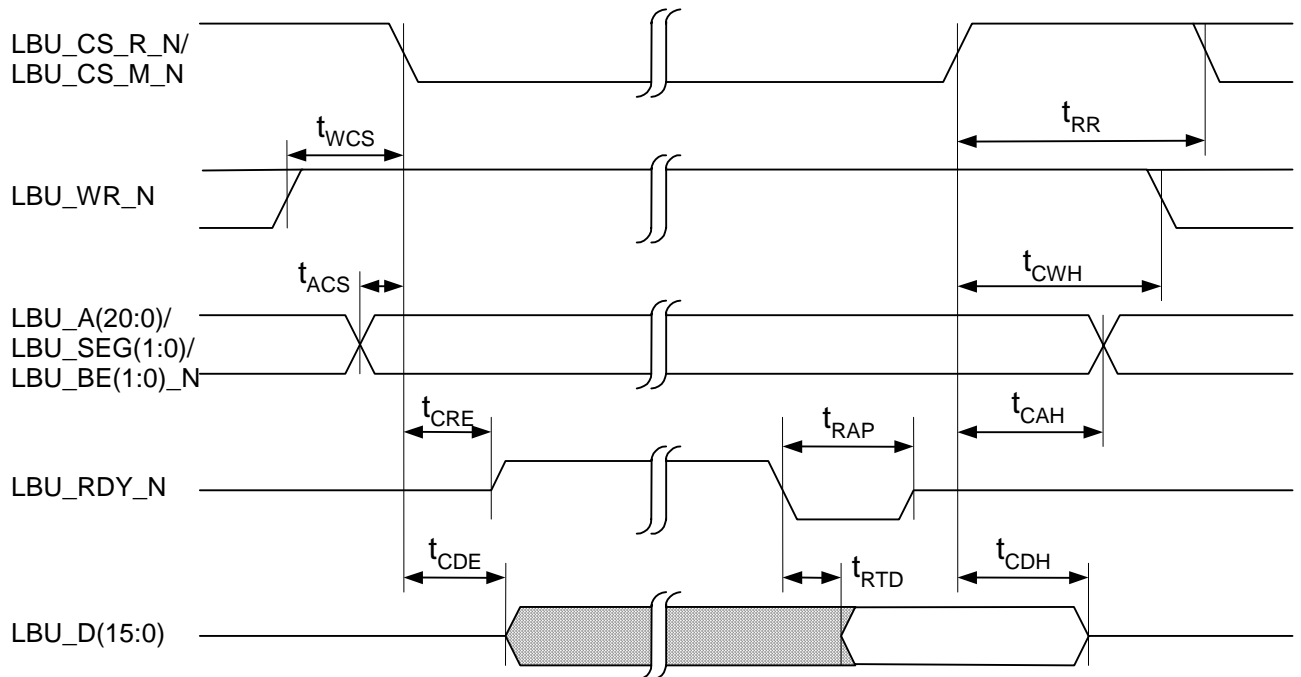 LBU_CS_R_N/
LBU_CS_M_N
tWCS
tRR
LBU_WR_N
tACS
tCWH
LBU_A(20:0)/
LBU_SEG(1:0)/
LBU_BE(1:0)_N
tCRE
tRAP
tCAH
LBU_RDY_N
tCDE
tRTD
tCDH
LBU_D(15:0)